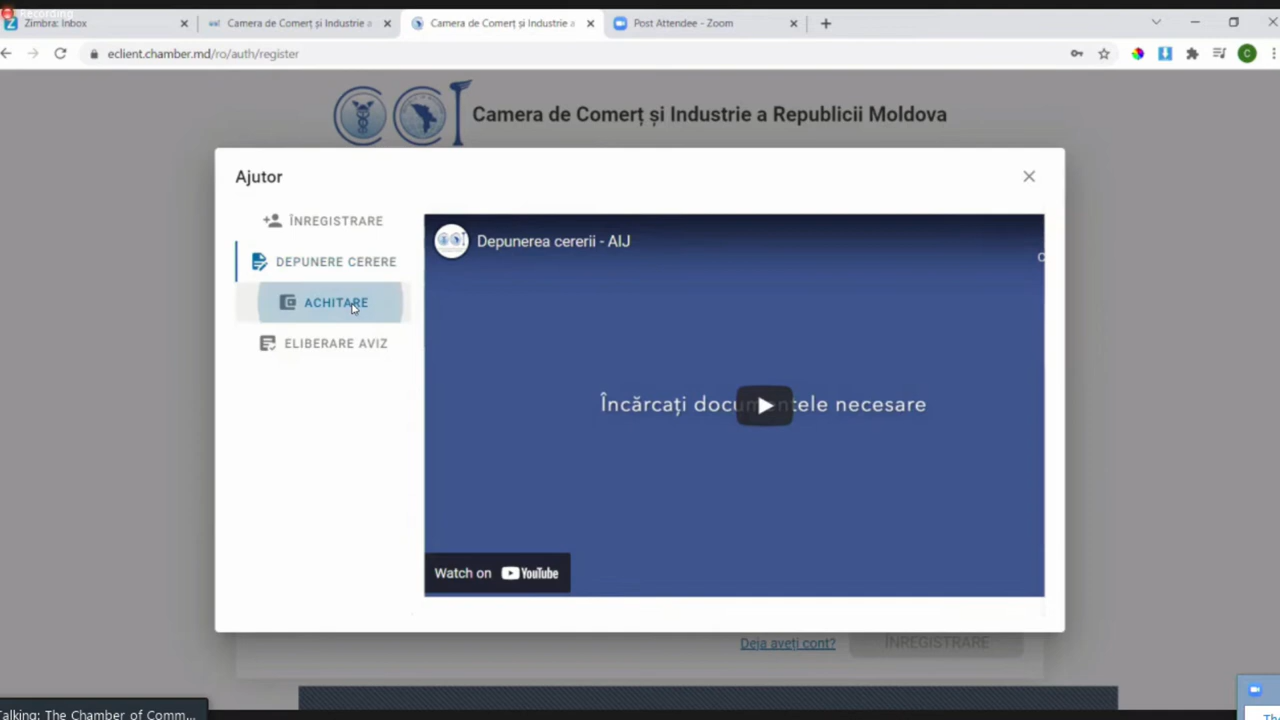 Recording
Zimbra: Inbox
Camera de Comerț și Industrie a
Camera de Comerț și Industrie a
Post Attendee - Zoom
eclient.chamber.md/ro/auth/register
C
Camera de Comerț și Industrie a Republicii Moldova
Ajutor
ÎNREGISTRARE
DEPUNERE CERERE
ACHITARE
ELIBERARE AVIZ
Depunerea cererii - AIJ
Încărcați documentele necesare
Watch on YouTube
Deja aveți cont?
ÎNREGISTRARE
Talking: The Chamber of Comm...